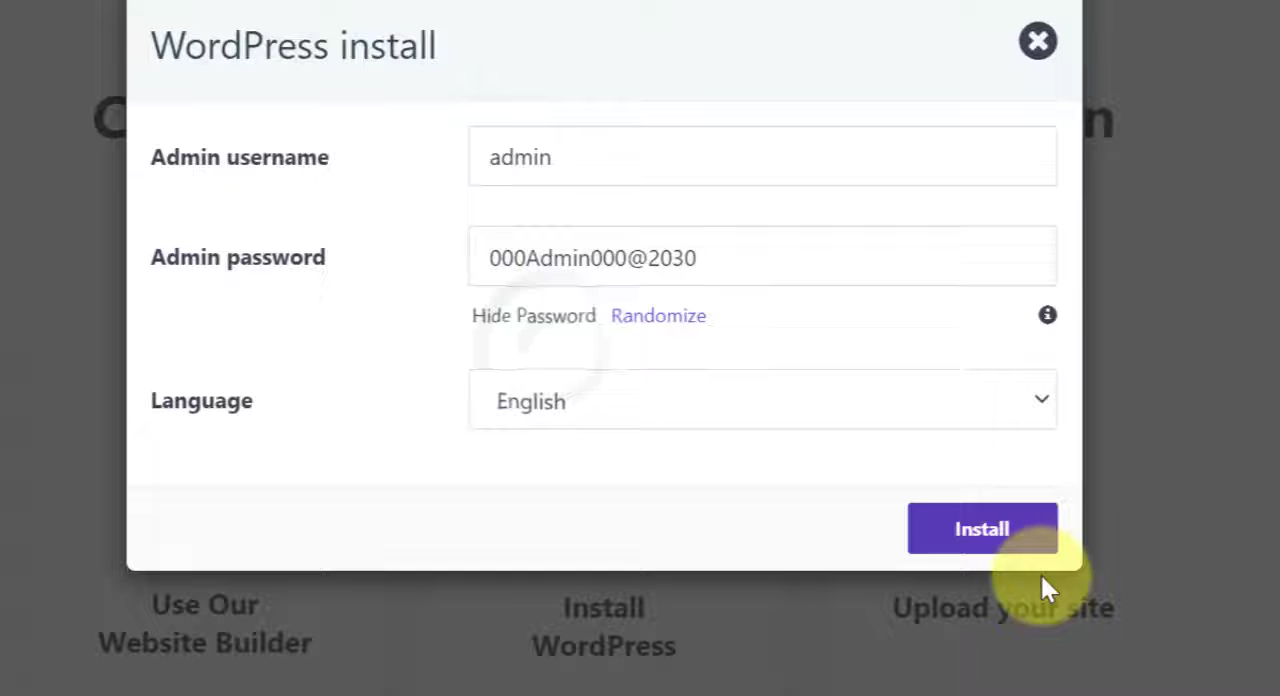 WordPress install
Admin username
admin
Admin password
000Admin000@2030
Hide Password Randomize
Language
English
Install
Use Our
Website Builder
Install
WordPress
Upload your site